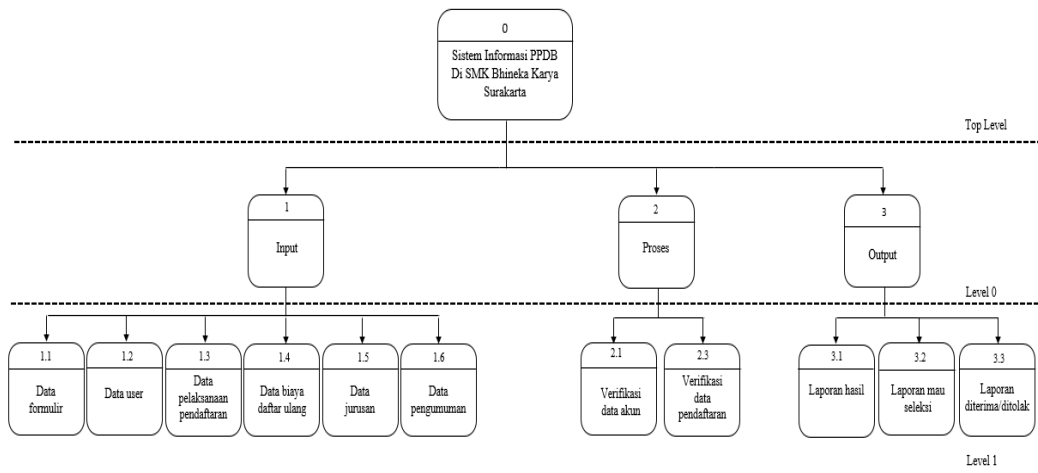 0
Sistem Informasi PPDB
Di SMK Bhineka Karya
Surakarta
Top Level
1
Input
2
Proses
3
Output
Level 0
1.1
Data
formulir
1.2
Data user
1.3
Data
pelaksanaan
pendaftaran
1.4
Data biaya
daftar ulang
1.5
Data
jurusan
1.6
Data
pengumuman
2.1
Verifikasi
data akun
2.3
Verifikasi
data
pendaftaran
3.1
Laporan hasil
3.2
Laporan mau
seleksi
3.3
Laporan
diterima/ditolak
Level 1